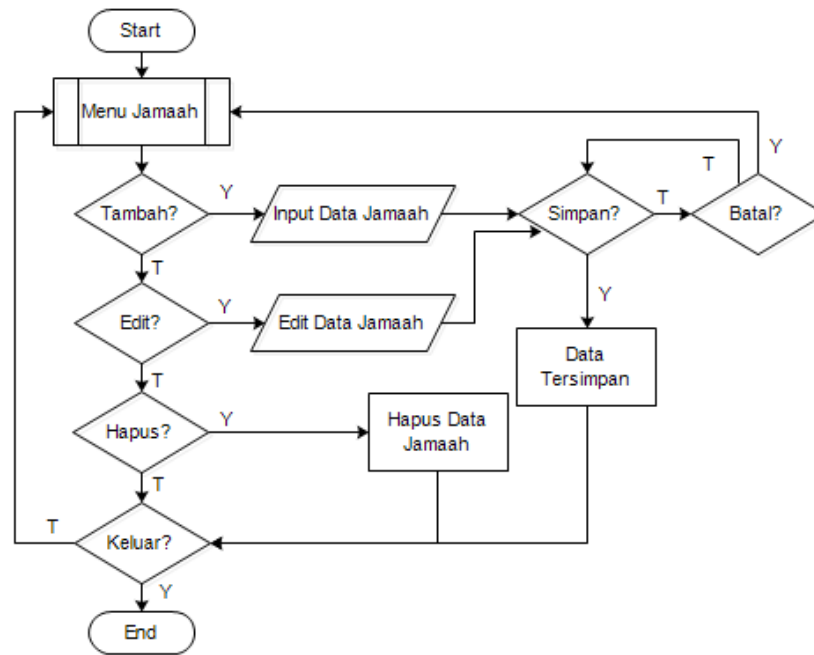 Start
Menu Jamaah
Y
T
Tambah?
Y
Input Data Jamaah
Simpan?
T
Batal?
T
Edit?
Y
Edit Data Jamaah
Y
Data
Tersimpan
T
Hapus?
Y
Hapus Data
Jamaah
T
Keluar?
T
Y
End